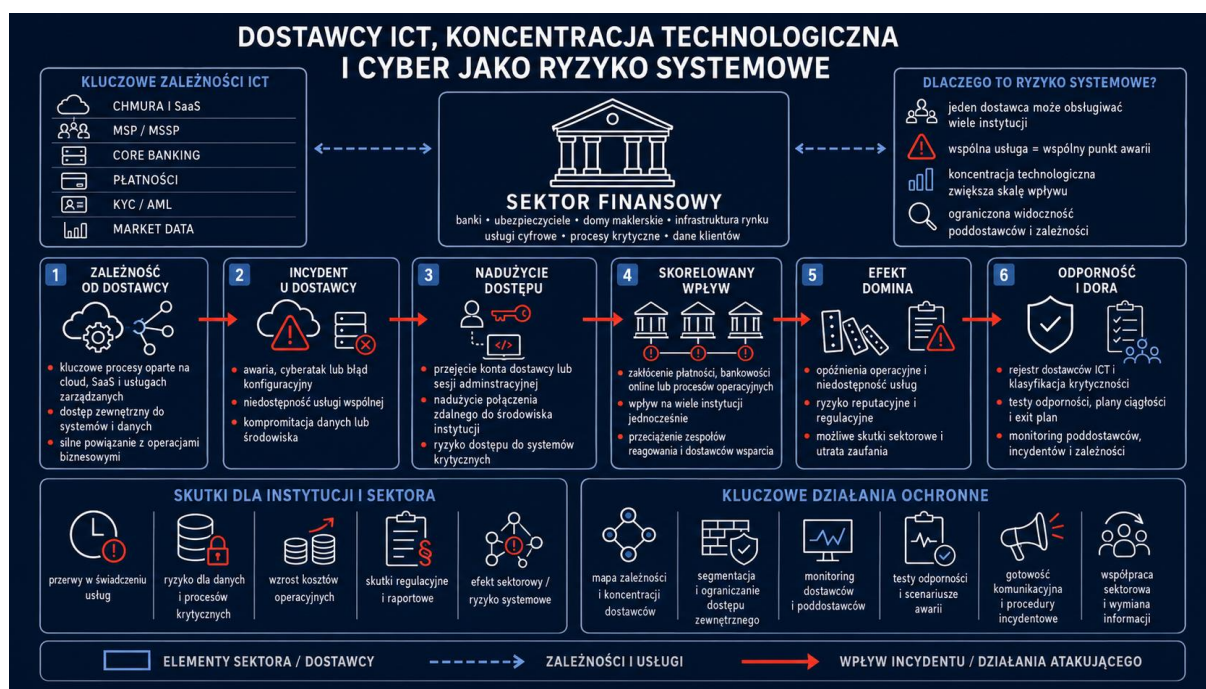 DOSTAWCY ICT, KONCENTRACJA TECHNOLOGICZNA
I CYBER JAKO RYZYKO SYSTEMOWE
KLUCZOWE ZALEŻNOŚCI ICT
CHMURA I SaaS
MSP / MSSP
CORE BANKING
PŁATNOŚCI
KYC / AML
MARKET DATA
SEKTOR FINANSOWY
banki • ubezpieczyciele • domy maklerskie • infrastruktura rynku
usługi cyfrowe • procesy krytyczne • dane klientów
DLACZEGO TO RYZYKO SYSTEMOWE?
jeden dostawca może obsługiwać
wiele instytucji
wspólna usługa = wspólny punkt awarii
koncentracja technologiczna
zwiększa skalę wpływu
ograniczona widoczność
poddostawców i zależności
1
ZALEŻNOŚĆ
OD DOSTAWCY
• kluczowe procesy oparte na
cloud, SaaS i usługach
zarządzanych
• dostęp zewnętrzny do
systemów i danych
• silne powiązanie z operacjami
biznesowymi
2
INCYDENT
U DOSTAWCY
• awaria, cyberatak lub błąd
konfiguracyjny
• niedostępność usługi wspólnej
• kompromitacja danych lub
środowiska
3
NADUŻYCIE
DOSTĘPU
</>
• przejęcie konta dostawcy lub
sesji adminstracyjnej
• nadużycie połączenia
zdalnego do środowiska
instytucji
• ryzyko dostępu do systemów
krytycznych
4
SKORELOWANY
WPŁYW
• zakłócenie płatności, bankowości
online lub procesów operacyjnych
• wpływ na wiele instytucji
jednocześnie
• przeciążenie zespołów
reagowania i dostawców wsparcia
5
EFEKT
DOMINA
• opóźnienia operacyjne i
niedostępność usług
• ryzyko reputacyjne i
regulacyjne
• możliwe skutki sektorowe i
utrata zaufania
6
ODPORNOŚĆ
I DORA
• rejestr dostawców ICT i
klasyfikacja krytyczności
• testy odporności, plany ciągłości
i exit plan
• monitoring poddostawców,
incydentów i zależności
SKUTKI DLA INSTYTUCJI I SEKTORA
przerwy w świadczeniu
usług
ryzyko dla danych
i procesów
krytycznych
wzrost kosztów
operacyjnych
§
skutki regulacyjne
i raportowe
efekt sektorowy /
ryzyko systemowe
KLUCZOWE DZIAŁANIA OCHRONNE
mapa zależności
i koncentracji
dostawców
segmentacja
i ograniczanie
dostępu
zewnętrznego
monitoring
dostawców
i poddostawców
testy odporności
i scenariusze
awarii
gotowość
komunikacyjna
i procedury
incydentowe
współpraca
sektorowa
i wymiana
informacji
ELEMENTY SEKTORA / DOSTAWCY
ZALEŻNOŚCI I USŁUGI
WPŁYW INCYDENTU / DZIAŁANIA ATAKUJĄCEGO